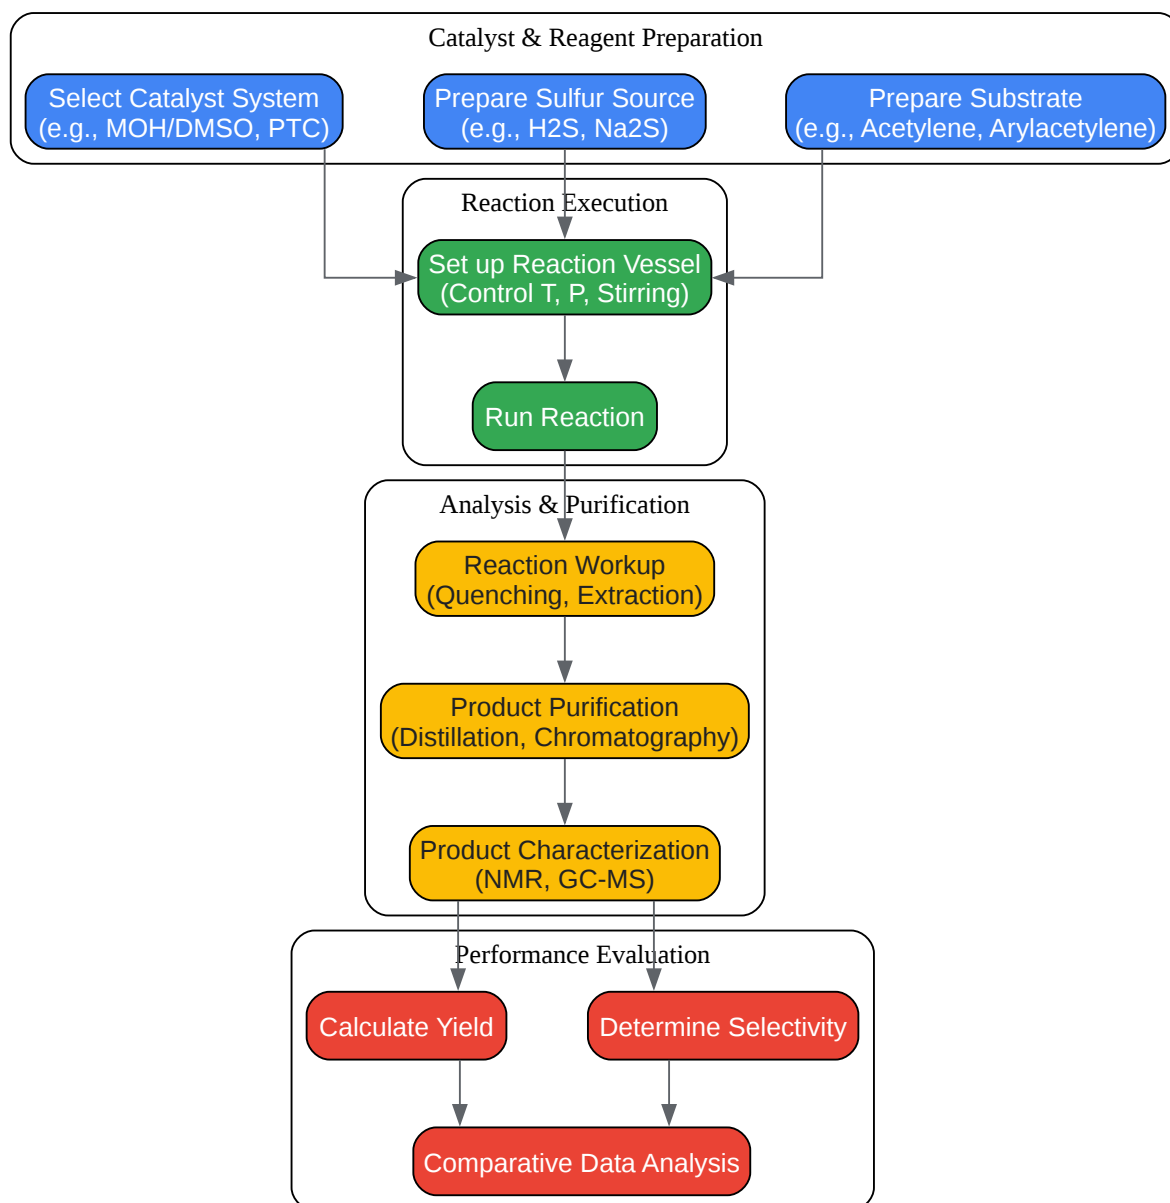 Catalyst & Reagent Preparation
Select Catalyst System
(e.g., MOH/DMSO, PTC)
Prepare Sulfur Source
(e.g., H2S, Na2S)
Prepare Substrate
(e.g., Acetylene, Arylacetylene)
Reaction Execution
Set up Reaction Vessel
(Control T, P, Stirring)
Run Reaction
Analysis & Purification
Reaction Workup
(Quenching, Extraction)
Product Purification
(Distillation, Chromatography)
Product Characterization
(NMR, GC-MS)
Performance Evaluation
Calculate Yield
Determine Selectivity
Comparative Data Analysis